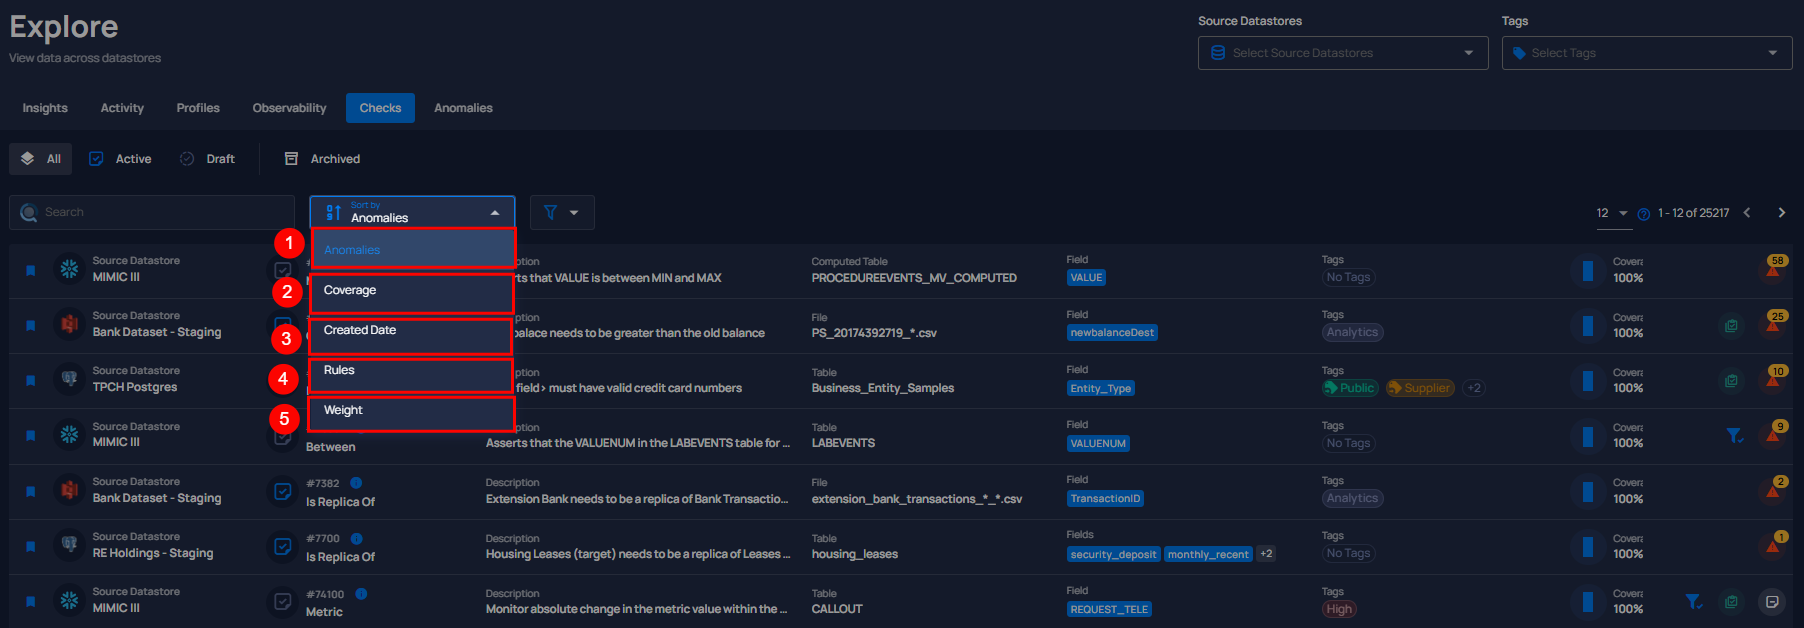 Explore
View data across datastores
Source Datastores
Select Source Datastores
Tags
Select Tags
Insights
Activity
Profiles
Observability
Checks
Anomalies
All
Active
Draft
Archived
Search
Sort by
Anomalies
12
1 - 12 of 25217
1
Anomalies
2
Coverage
3
Created Date
4
Rules
5
Weight
Source Datastore
MIMIC III
#
ption
rts that VALUE is between MIN and MAX
Computed Table
PROCEDUREEVENTS_MV_COMPUTED
Field
VALUE
Tags
No Tags
Covera
100%
58
Source Datastore
Bank Dataset - Staging
#
ption
palace needs to be greater than the old balance
File
PS_20174392719_*.csv
Field
newbalanceDest
Tags
Analytics
Covera
100%
25
Source Datastore
TPCH Postgres
#
ption
field> must have valid credit card numbers
Table
Business_Entity_Samples
Field
Entity_Type
Tags
Public
Supplier
+2
Covera
100%
10
Source Datastore
MIMIC III
Between
Asserts that the VALUENUM in the LABEVENTS table for ...
Table
LABEVENTS
Field
VALUENUM
Tags
No Tags
Covera
100%
9
Source Datastore
Bank Dataset - Staging
#7382
Is Replica Of
Description
Extension Bank needs to be a replica of Bank Transactio...
File
extension_bank_transactions_*_*.csv
Field
TransactionID
Tags
Analytics
Covera
100%
2
Source Datastore
RE Holdings - Staging
#7700
Is Replica Of
Description
Housing Leases (target) needs to be a replica of Leases ...
Table
housing_leases
Fields
security_deposit
monthly_recent
+2
Tags
No Tags
Covera
100%
1
Source Datastore
MIMIC III
#74100
Metric
Description
Monitor absolute change in the metric value within the ...
Table
CALLOUT
Field
REQUEST_TELE
Tags
High
Covera
100%